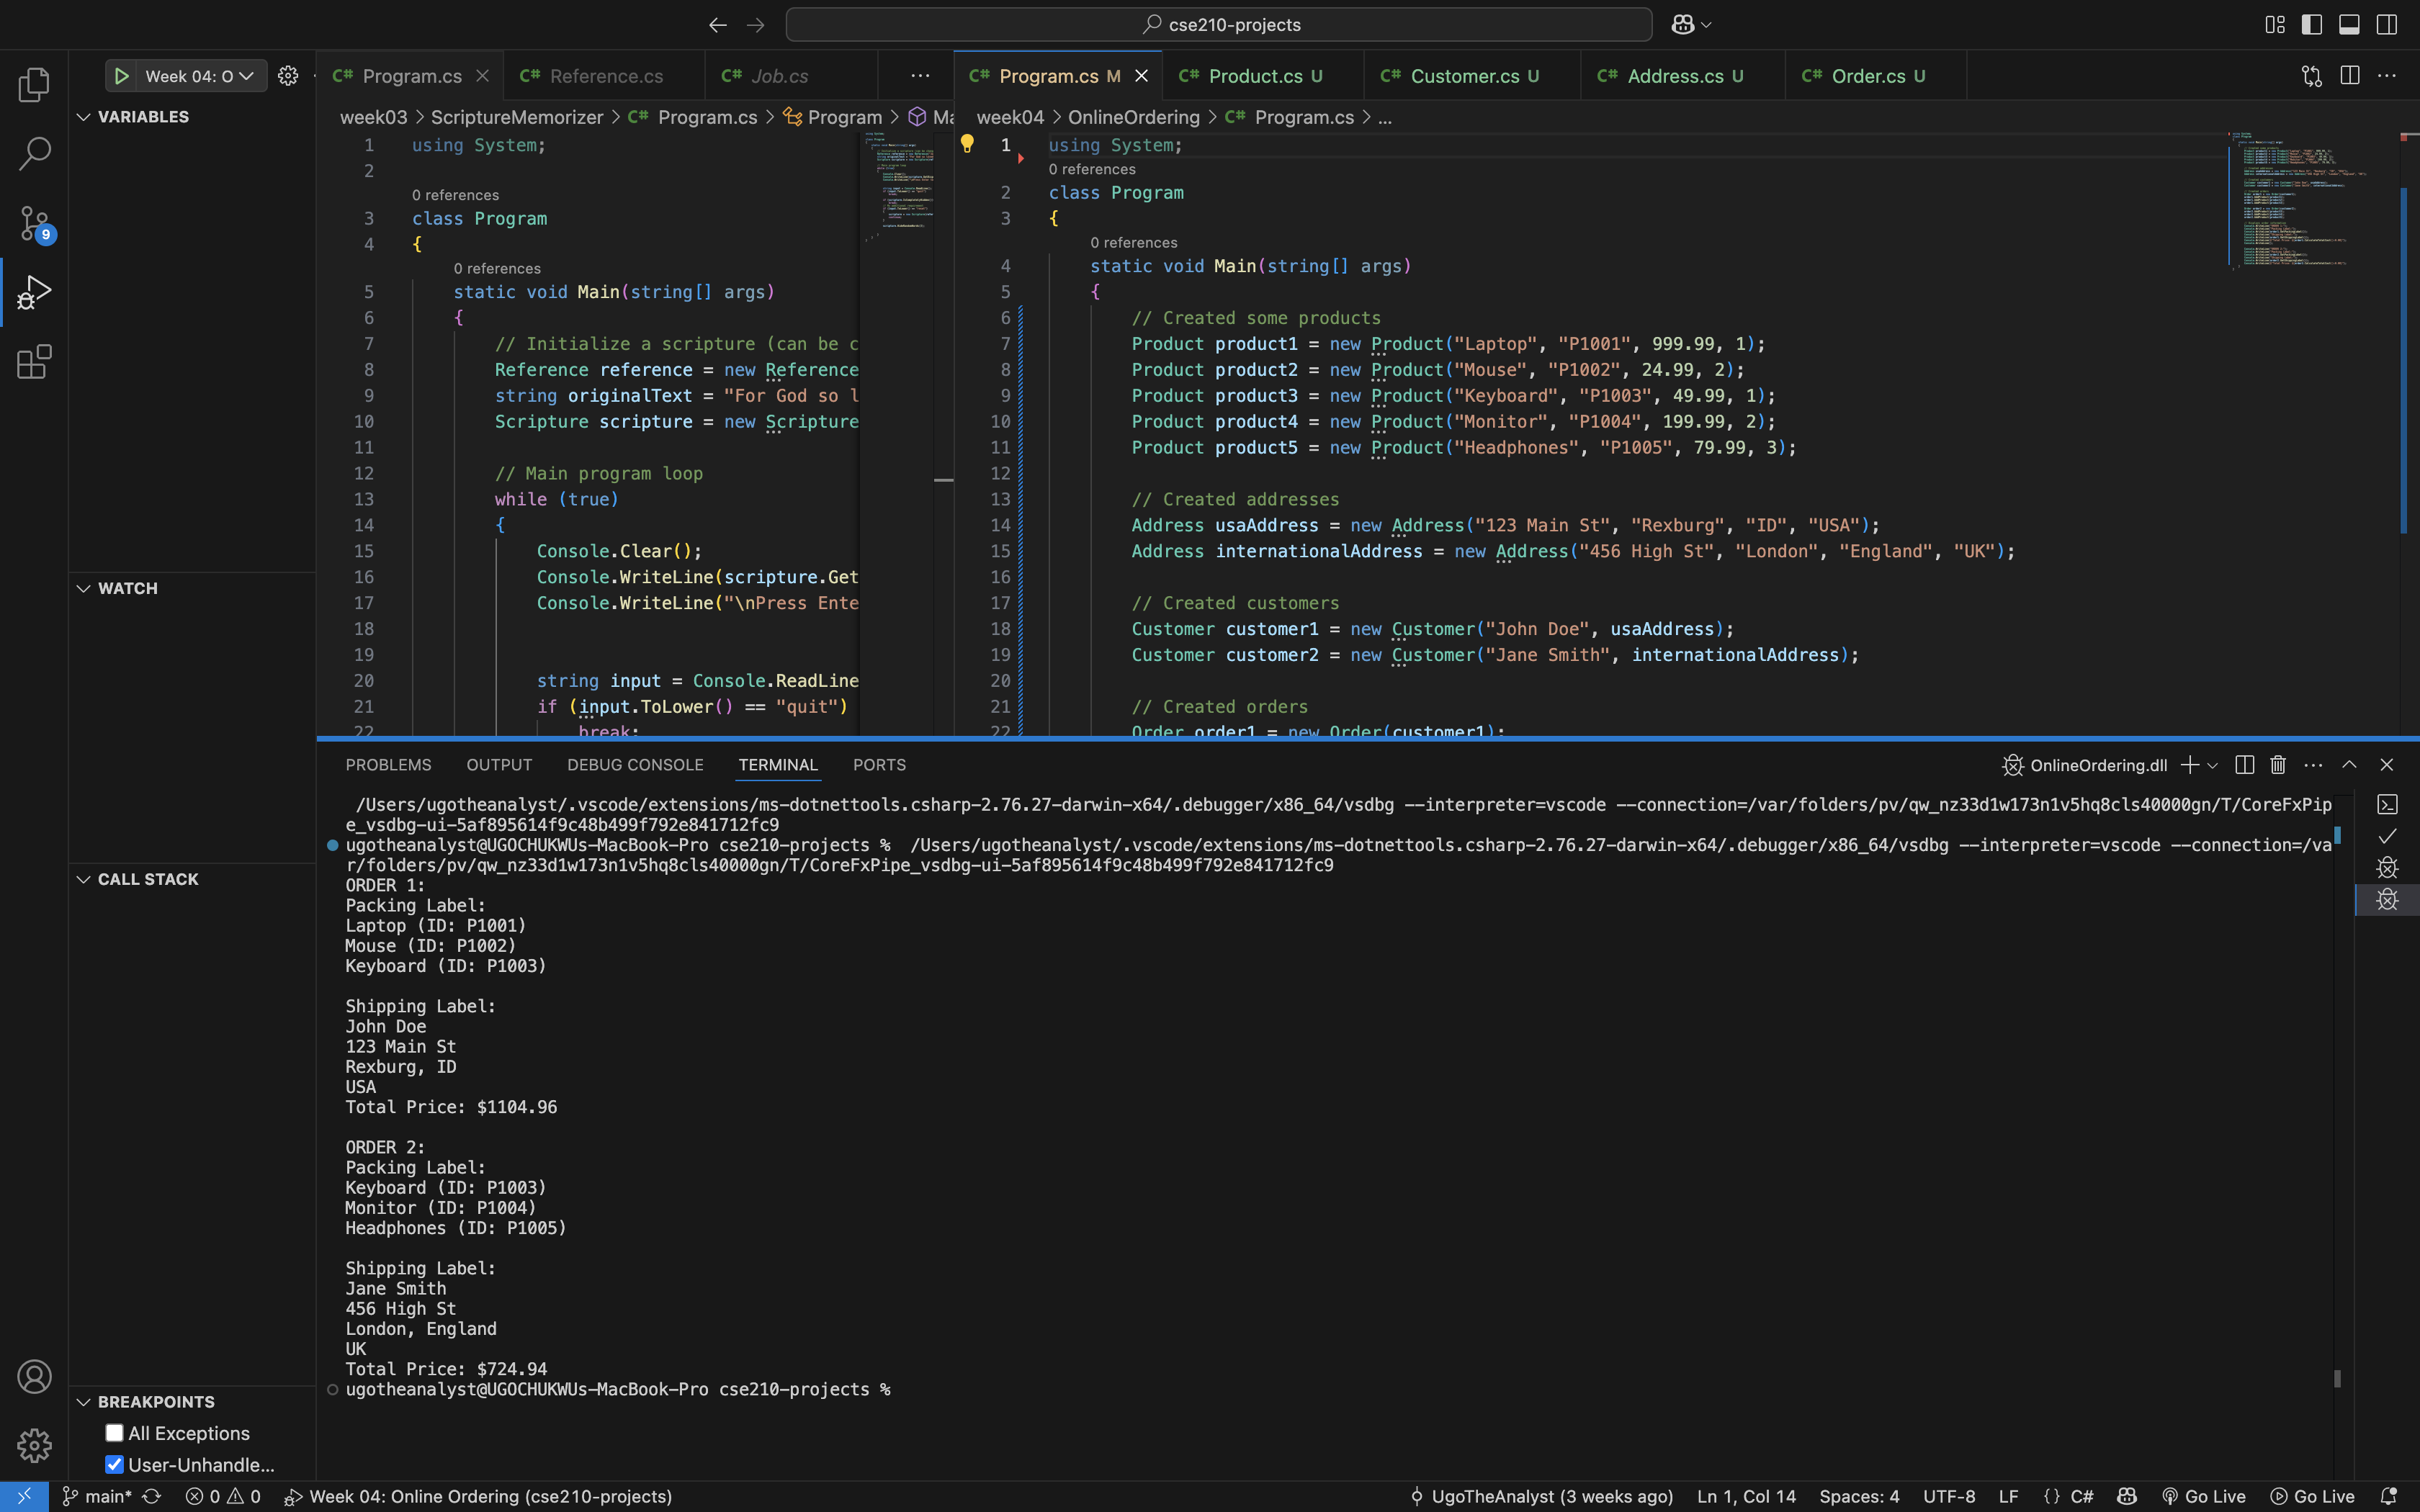 cse210-projects
Week 04: O
VARIABLES
WATCH
CALL STACK
BREAKPOINTS
All Exceptions
User-Unhandle...
9
Program.cs
Reference.cs
Job.cs
week03 > ScriptureMemorizer > C# Program.cs > Program > Ma
1 using System;
2
0 references
3 class Program
4 {
0 references
5 static void Main(string[] args)
6 {
7 // Initialize a scripture (can be c
8 Reference reference = new Reference
9 string originalText = "For God so l
10 Scripture scripture = new Scripture
11
12 // Main program loop
13 while (true)
14 {
15 Console.Clear();
16 Console.WriteLine(scripture.Get
17 Console.WriteLine("\nPress Ente
18
19
20 string input = Console.ReadLine
21 if (input.ToLower() == "quit")
22 break;
C# Program.cs M
C# Product.cs U
C# Customer.cs U
C# Address.cs U
C# Order.cs U
week04 > OnlineOrdering > C# Program.cs > ...
1 using System;
0 references
2 class Program
3 {
0 references
4 static void Main(string[] args)
5 {
6 // Created some products
7 Product product1 = new Product("Laptop", "P1001", 999.99, 1);
8 Product product2 = new Product("Mouse", "P1002", 24.99, 2);
9 Product product3 = new Product("Keyboard", "P1003", 49.99, 1);
10 Product product4 = new Product("Monitor", "P1004", 199.99, 2);
11 Product product5 = new Product("Headphones", "P1005", 79.99, 3);
12
13 // Created addresses
14 Address usaAddress = new Address("123 Main St", "Rexburg", "ID", "USA");
15 Address internationalAddress = new Address("456 High St", "London", "England", "UK");
16
17 // Created customers
18 Customer customer1 = new Customer("John Doe", usaAddress);
19 Customer customer2 = new Customer("Jane Smith", internationalAddress);
20
21 // Created orders
22 Order order1 = new Order(customer1);
PROBLEMS OUTPUT DEBUG CONSOLE TERMINAL PORTS
OnlineOrdering.dll
/Users/ugotheanalyst/.vscode/extensions/ms-dotnettools.csharp-2.76.27-darwin-x64/.debugger/x86_64/vsdbg --interpreter=vscode --connection=/var/folders/pv/qw_nz33d1w173n1v5hq8cls40000gn/T/CoreFxPip
e_vsdbg-ui-5af895614f9c48b499f792e841712fc9
ugotheanalyst@UGOCHUKWUs-MacBook-Pro cse210-projects % /Users/ugotheanalyst/.vscode/extensions/ms-dotnettools.csharp-2.76.27-darwin-x64/.debugger/x86_64/vsdbg --interpreter=vscode --connection=/va
r/folders/pv/qw_nz33d1w173n1v5hq8cls40000gn/T/CoreFxPipe_vsdbg-ui-5af895614f9c48b499f792e841712fc9
ORDER 1:
Packing Label:
Laptop (ID: P1001)
Mouse (ID: P1002)
Keyboard (ID: P1003)

Shipping Label:
John Doe
123 Main St
Rexburg, ID
USA
Total Price: $1104.96

ORDER 2:
Packing Label:
Keyboard (ID: P1003)
Monitor (ID: P1004)
Headphones (ID: P1005)

Shipping Label:
Jane Smith
456 High St
London, England
UK
Total Price: $724.94
ugotheanalyst@UGOCHUKWUs-MacBook-Pro cse210-projects %
main* 0 0 Week 04: Online Ordering (cse210-projects) UgoTheAnalyst (3 weeks ago) Ln 1, Col 14 Spaces: 4 UTF-8 LF {} C# Go Live Go Live